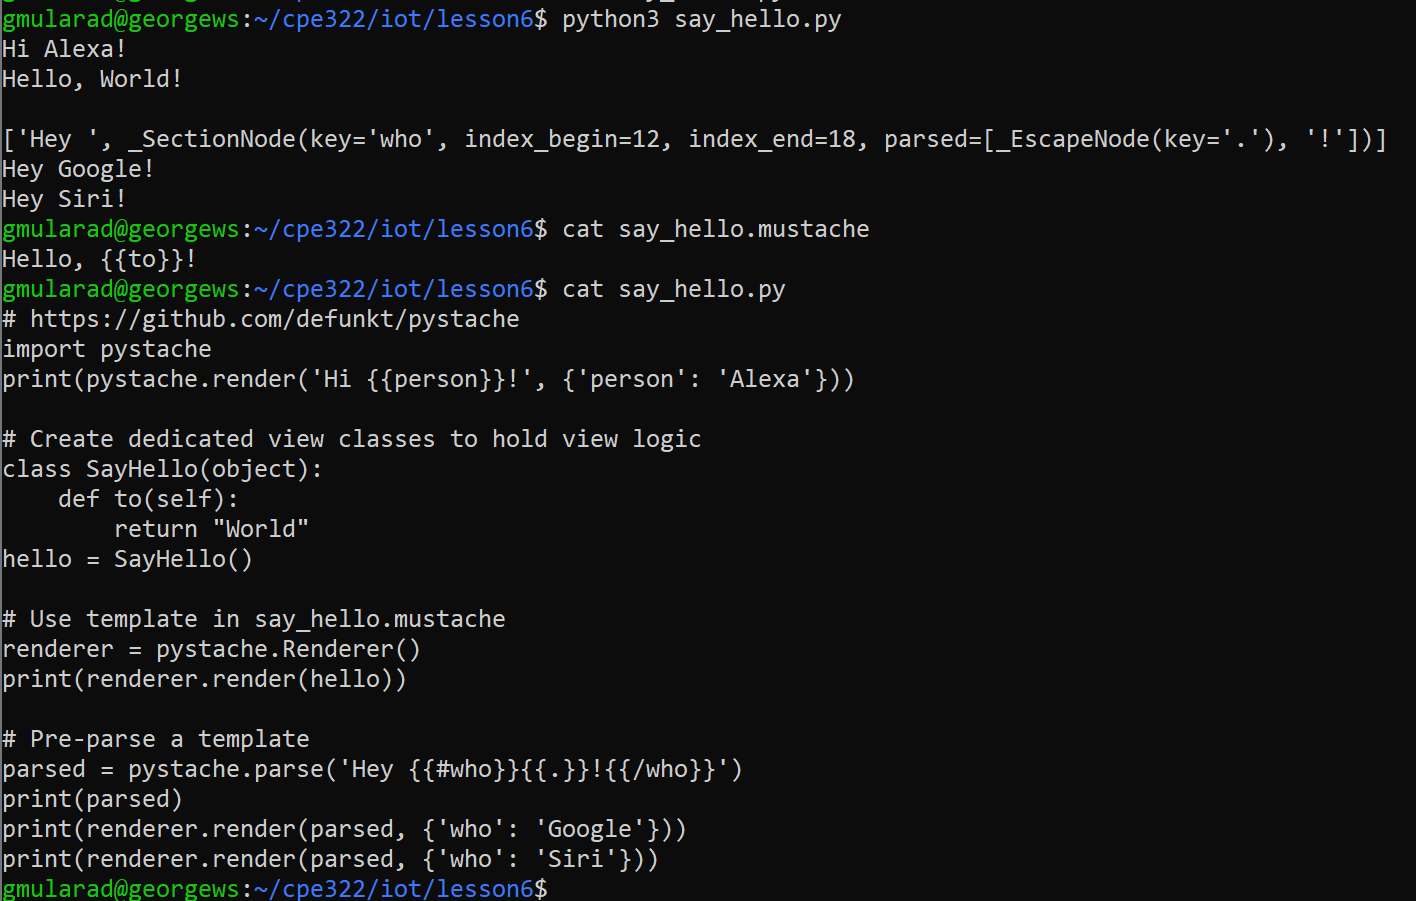 gmularad@georgews:~/cpe322/iot/lesson6$ python3 say_hello.py
Hi Alexa!
Hello, World!

['Hey ', _SectionNode(key='who', index_begin=12, index_end=18, parsed=[_EscapeNode(key='.'), '!'])]
Hey Google!
Hey Siri!
gmularad@georgews:~/cpe322/iot/lesson6$ cat say_hello.mustache
Hello, {{to}}!
gmularad@georgews:~/cpe322/iot/lesson6$ cat say_hello.py
# https://github.com/defunkt/pystache
import pystache
print(pystache.render('Hi {{person}}!', {'person': 'Alexa'}))

# Create dedicated view classes to hold view logic
class SayHello(object):
    def to(self):
        return "World"
hello = SayHello()

# Use template in say_hello.mustache
renderer = pystache.Renderer()
print(renderer.render(hello))

# Pre-parse a template
parsed = pystache.parse('Hey {{#who}}{{.}}!{{/who}}')
print(parsed)
print(renderer.render(parsed, {'who': 'Google'}))
print(renderer.render(parsed, {'who': 'Siri'}))
gmularad@georgews:~/cpe322/iot/lesson6$